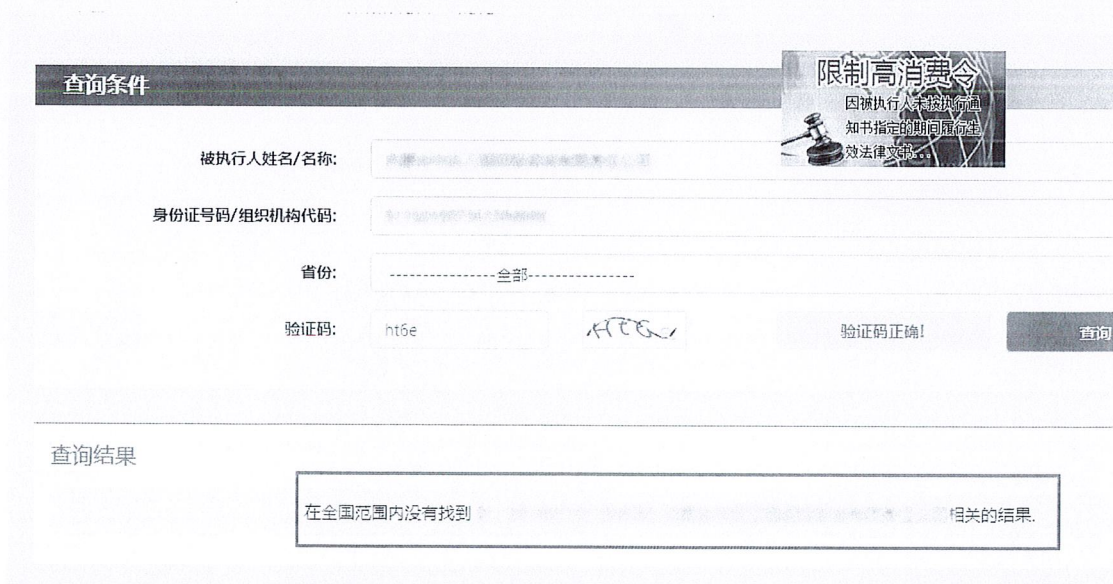 查询条件
限制高消费令
因被执行人未按执行通
知书指定的期间履行生
效法律文书...
被执行人姓名/名称:
身份证号码/组织机构代码:
省份:
----------------全部----------------
验证码:
ht6e
验证码正确!
查询
查询结果
在全国范围内没有找到
相关的结果.